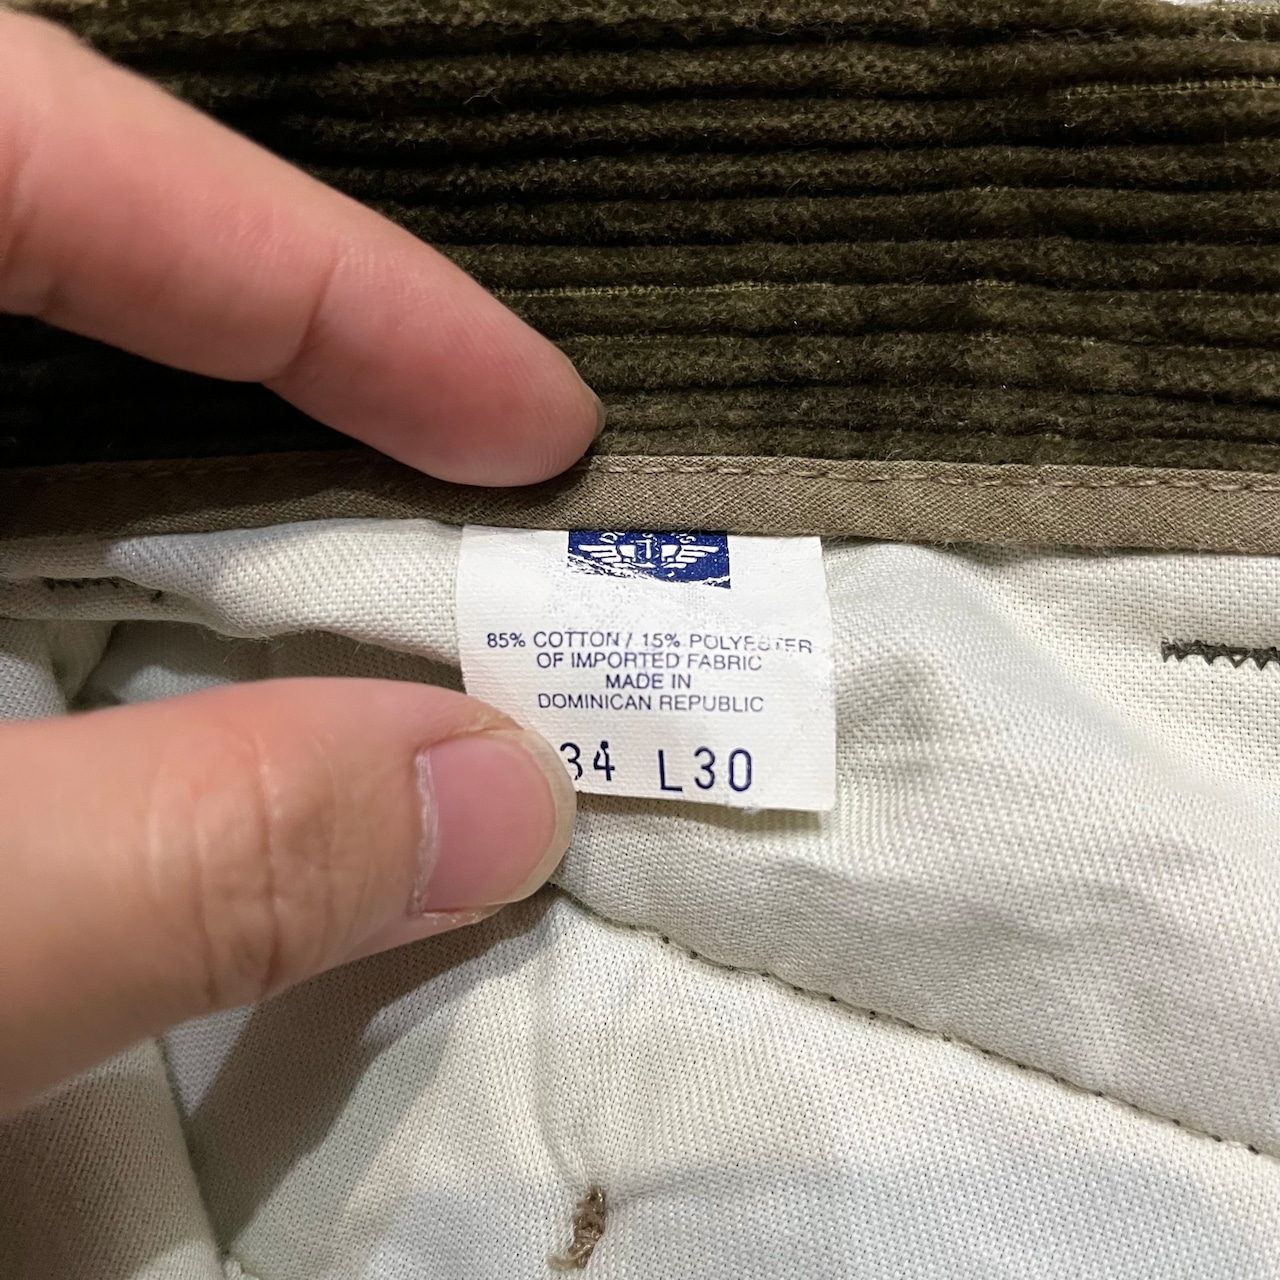 85% COTTON / 15% POLYESTER
OF IMPORTED FABRIC
MADE IN
DOMINICAN REPUBLIC
34 L30